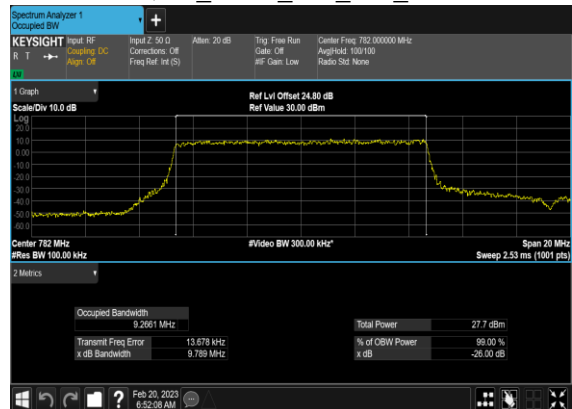 Spectrum Analyzer 1
Occupied BW
KEYSIGHT Input: RF Input Z: 50 Ω Atten: 20 dB Trig: Free Run Center Freq: 782.000000 MHz
R T Coupling: DC Corrections: Off Gate: Off Avg|Hold: 100/100
Align: Off Freq Ref: Int (S) #IF Gain: Low Radio Std: None
LW
1 Graph
Ref Lvl Offset 24.80 dB
Scale/Div 10.0 dB Ref Value 30.00 dBm
Log
20.0
10.0
0.00
-10.0
-20.0
-30.0
-40.0
-50.0
-60.0
Center 782 MHz #Video BW 300.00 kHz* Span 20 MHz
#Res BW 100.00 kHz Sweep 2.53 ms (1001 pts)
2 Metrics
Occupied Bandwidth
9.2661 MHz Total Power 27.7 dBm
Transmit Freq Error 13.678 kHz % of OBW Power 99.00 %
x dB Bandwidth 9.789 MHz x dB -26.00 dB
? Feb 20, 2023
6:52:08 AM